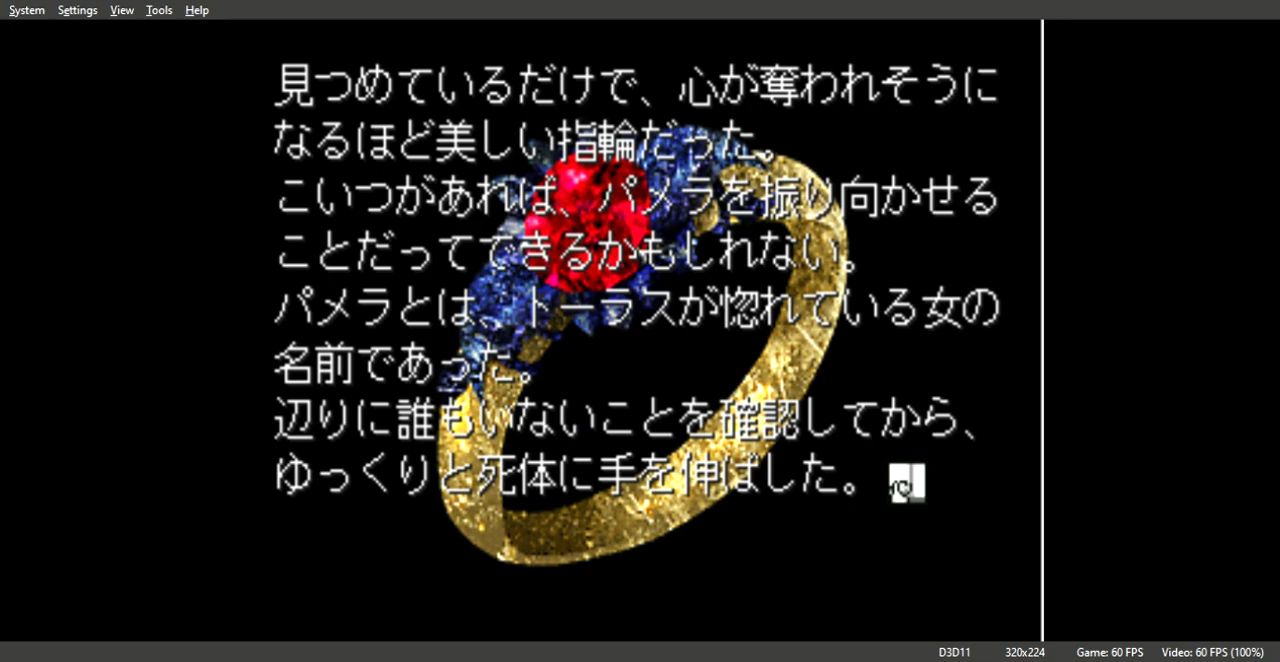 System Settings View Tools Help
見つめているだけで、心が奪われそうに
なるほど美しい指輪だった。
こいつがあれば、パメラを振り向かせる
ことだってできるかもしれない。
パメラとは、トーラスが惚れている女の
名前であった。
辺りに誰もいないことを確認してから、
ゆっくりと死体に手を伸ばした。
D3D11 320x224 Game: 60 FPS Video: 60 FPS (100%)